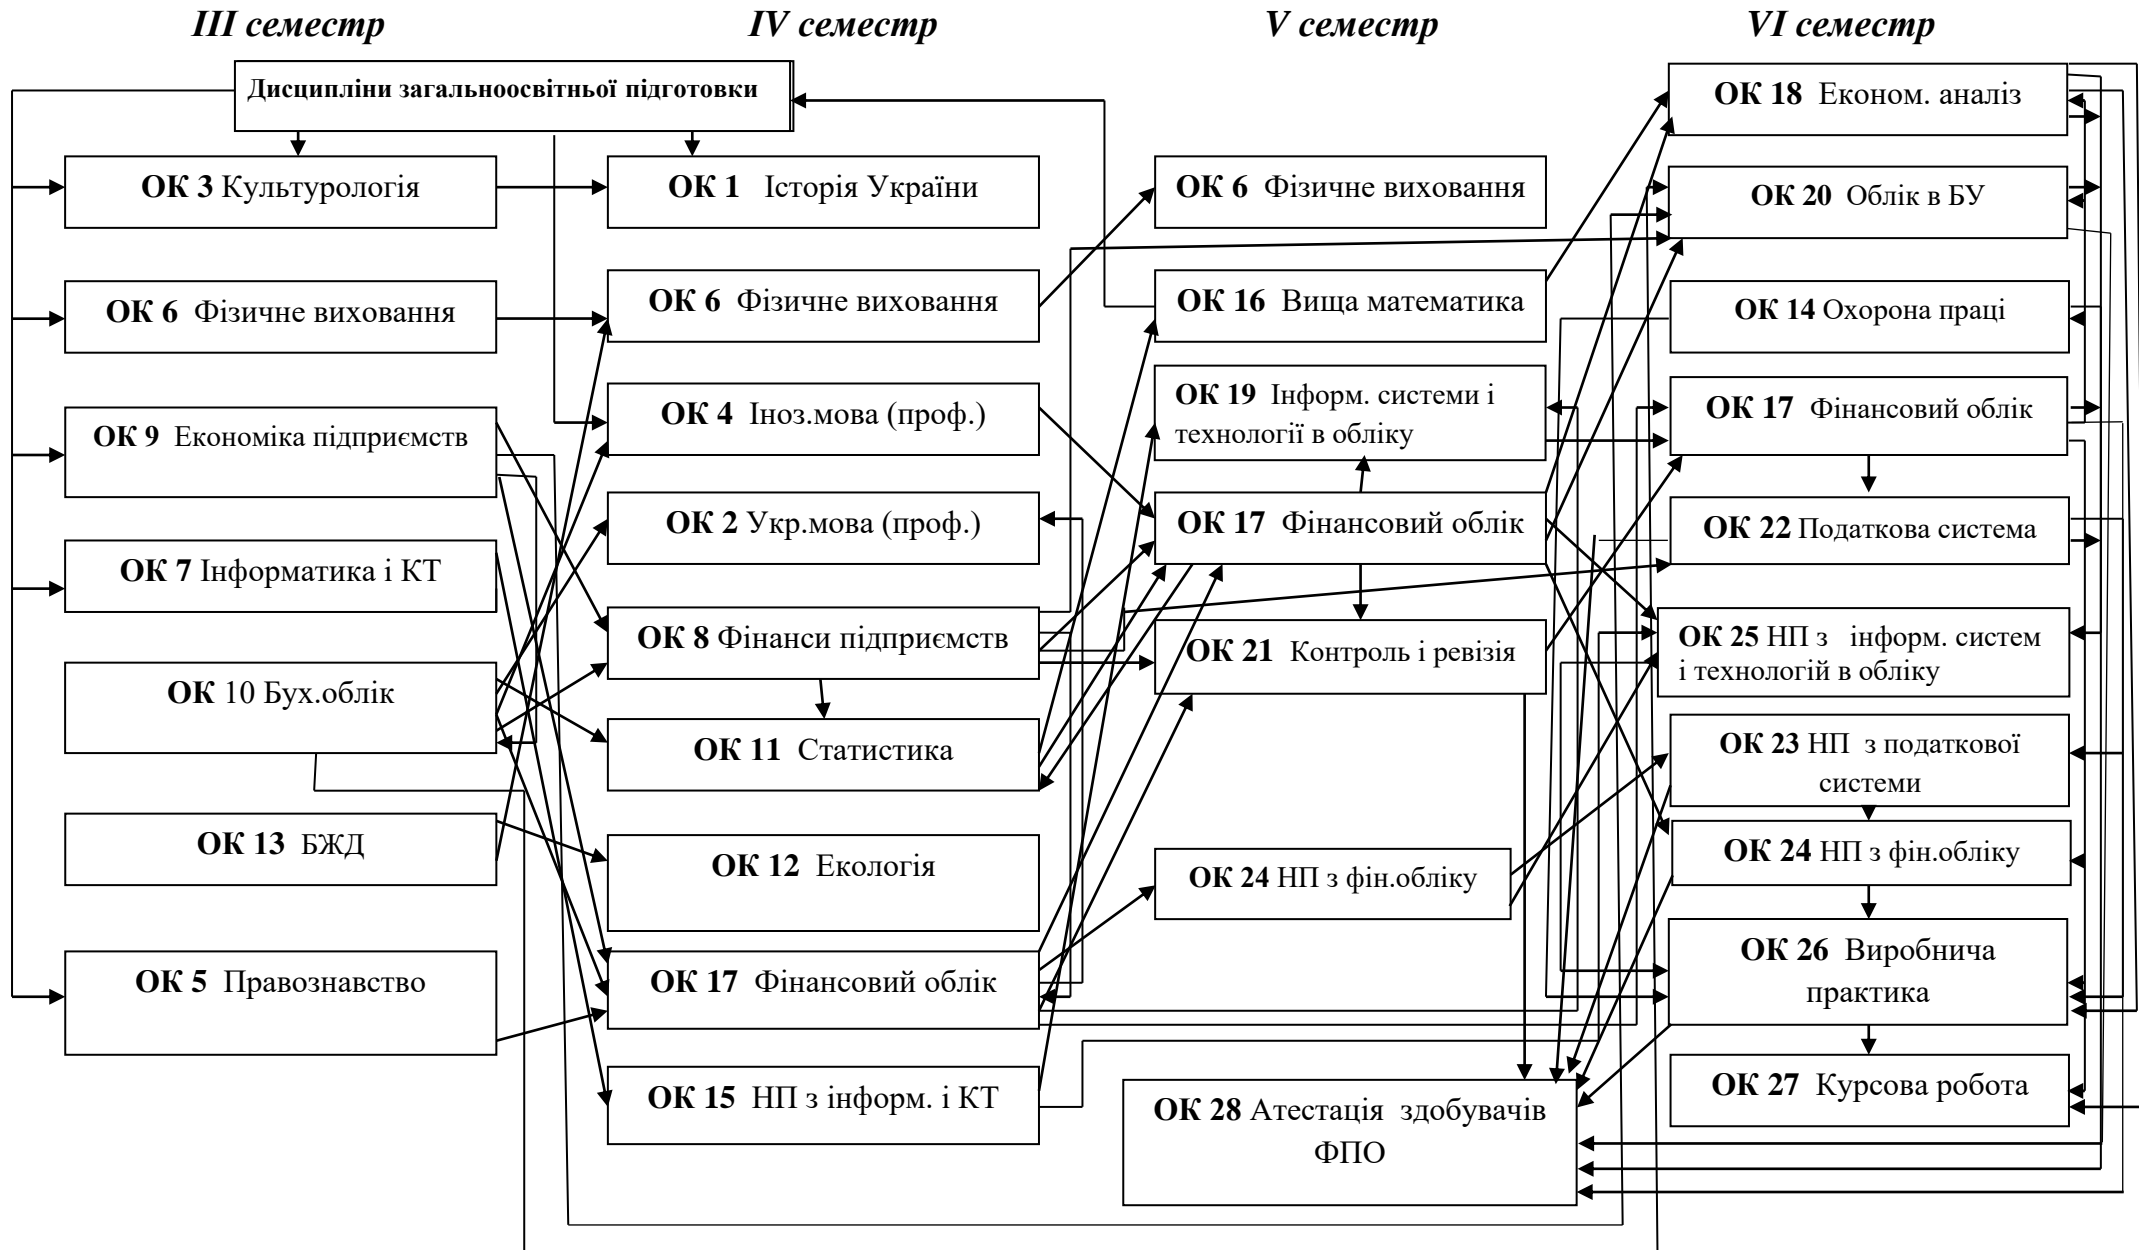 III семестр
IV семестр
V семестр
VI семестр
Дисципліни загальноосвітньої підготовки
ОК 3 Культурологія
ОК 6 Фізичне виховання
ОК 9 Економіка підприємств
ОК 7 Інформатика і КТ
ОК 10 Бух.облік
ОК 13 БЖД
ОК 5 Правознавство
ОК 1 Історія України
ОК 6 Фізичне виховання
ОК 4 Іноз.мова (проф.)
ОК 2 Укр.мова (проф.)
ОК 8 Фінанси підприємств
ОК 11 Статистика
ОК 12 Екологія
ОК 17 Фінансовий облік
ОК 15 НП з інформ. і КТ
ОК 6 Фізичне виховання
ОК 16 Вища математика
ОК 19 Інформ. системи і
технології в обліку
ОК 17 Фінансовий облік
ОК 21 Контроль і ревізія
ОК 24 НП з фін.обліку
ОК 28 Атестація здобувачів
ФПО
ОК 18 Економ. аналіз
ОК 20 Облік в БУ
ОК 14 Охорона праці
ОК 17 Фінансовий облік
ОК 22 Податкова система
ОК 25 НП з інформ. систем
і технологій в обліку
ОК 23 НП з податкової
системи
ОК 24 НП з фін.обліку
ОК 26 Виробнича
практика
ОК 27 Курсова робота